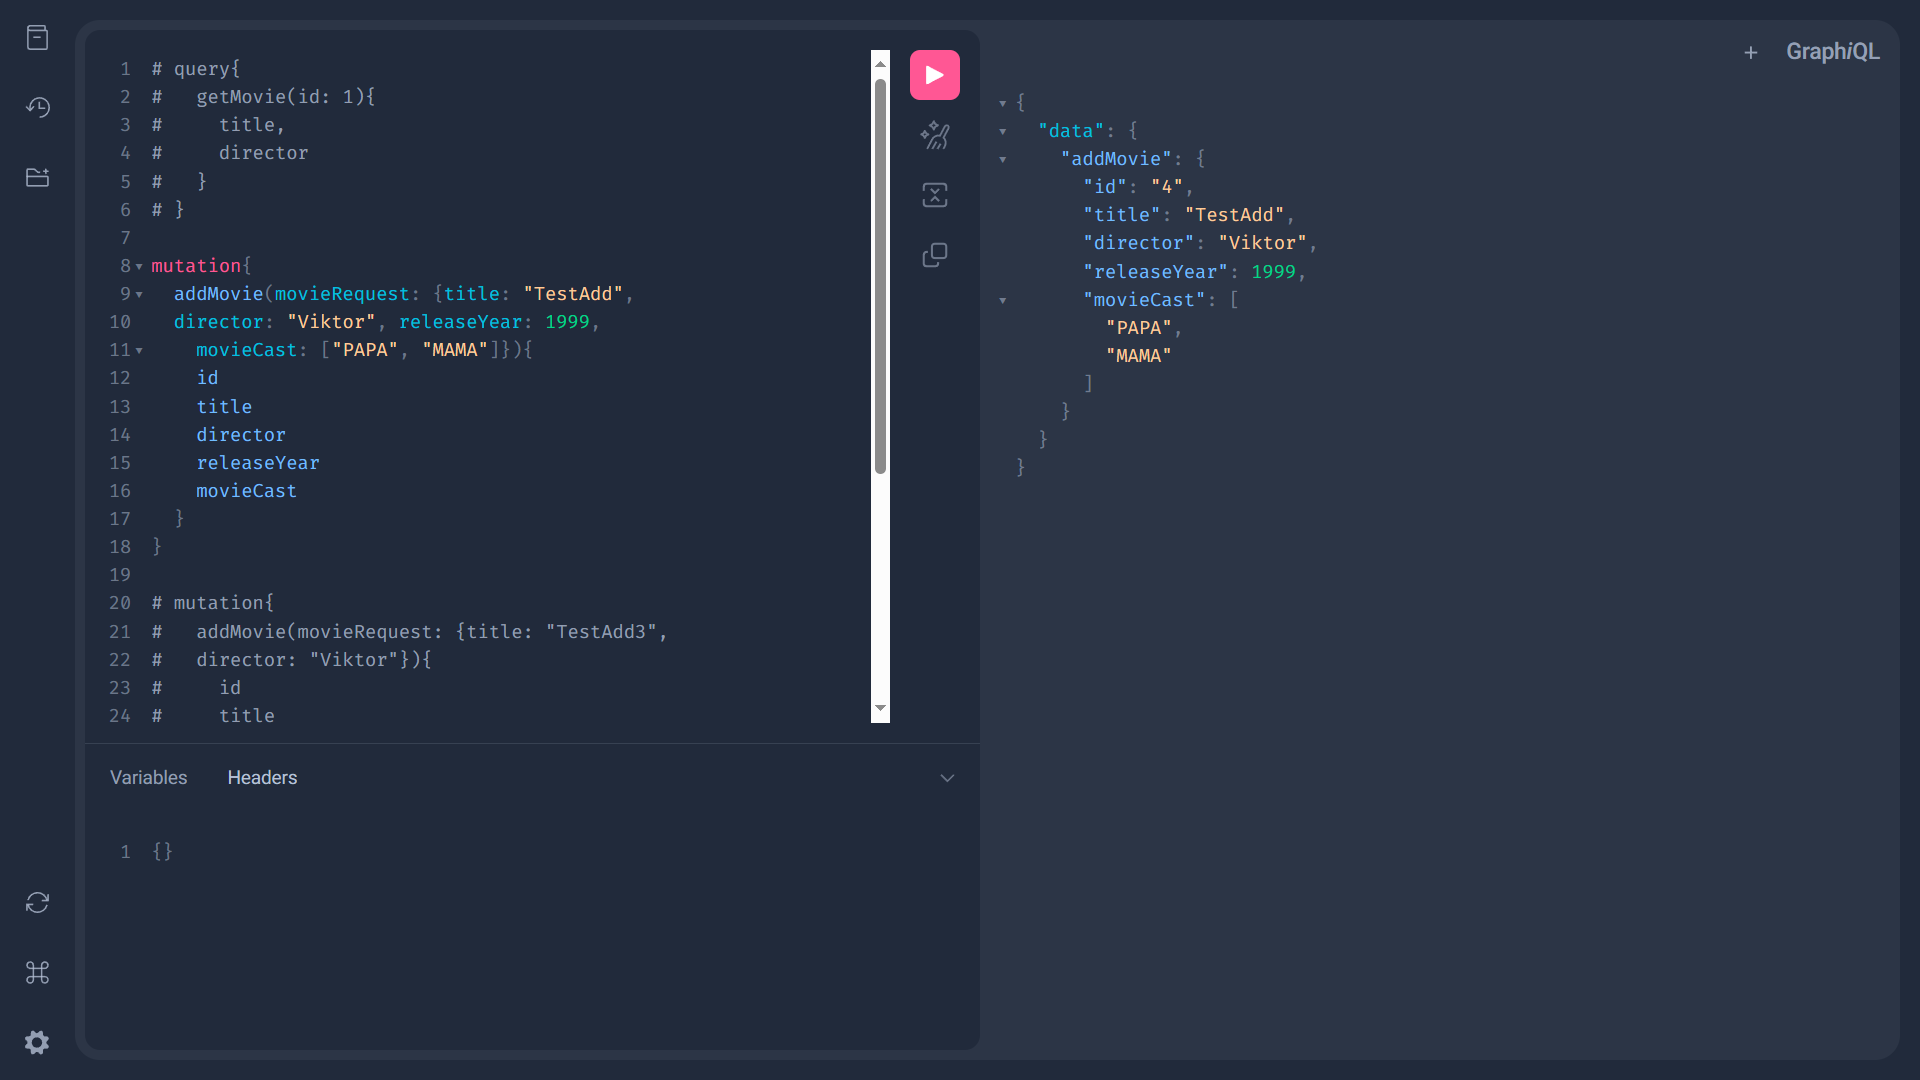 1 # query{
2 #   getMovie(id: 1){
3 #     title,
4 #     director
5 #   }
6 # }
7
8 mutation{
9   addMovie(movieRequest: {title: "TestAdd",
10   director: "Viktor", releaseYear: 1999,
11     movieCast: ["PAPA", "MAMA"]}){
12     id
13     title
14     director
15     releaseYear
16     movieCast
17   }
18 }
19
20 # mutation{
21 #   addMovie(movieRequest: {title: "TestAdd3",
22 #   director: "Viktor"}){
23 #     id
24 #     title
Variables Headers
1 {}
+ GraphiQL
{
  "data": {
    "addMovie": {
      "id": "4",
      "title": "TestAdd",
      "director": "Viktor",
      "releaseYear": 1999,
      "movieCast": [
        "PAPA",
        "MAMA"
      ]
    }
  }
}